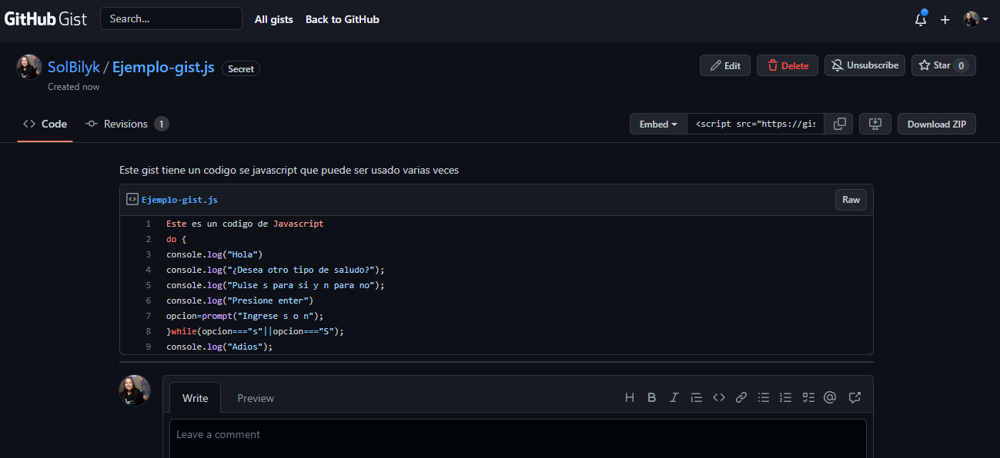 GitHub Gist Search... All gists Back to GitHub
SolBilyk / Ejemplo-gist.js Secret Edit Delete Unsubscribe Star 0
Created now
Code Revisions 1 Embed <script src="https://gis Download ZIP
Este gist tiene un codigo se javascript que puede ser usado varias veces
Ejemplo-gist.js Raw
1 Este es un codigo de Javascript
2 do {
3 console.log("Hola")
4 console.log("¿Desea otro tipo de saludo?");
5 console.log("Pulse s para si y n para no");
6 console.log("Presione enter")
7 opcion=prompt("Ingrese s o n");
8 }while(opcion==="s"||opcion==="S");
9 console.log("Adios");
Write Preview
Leave a comment